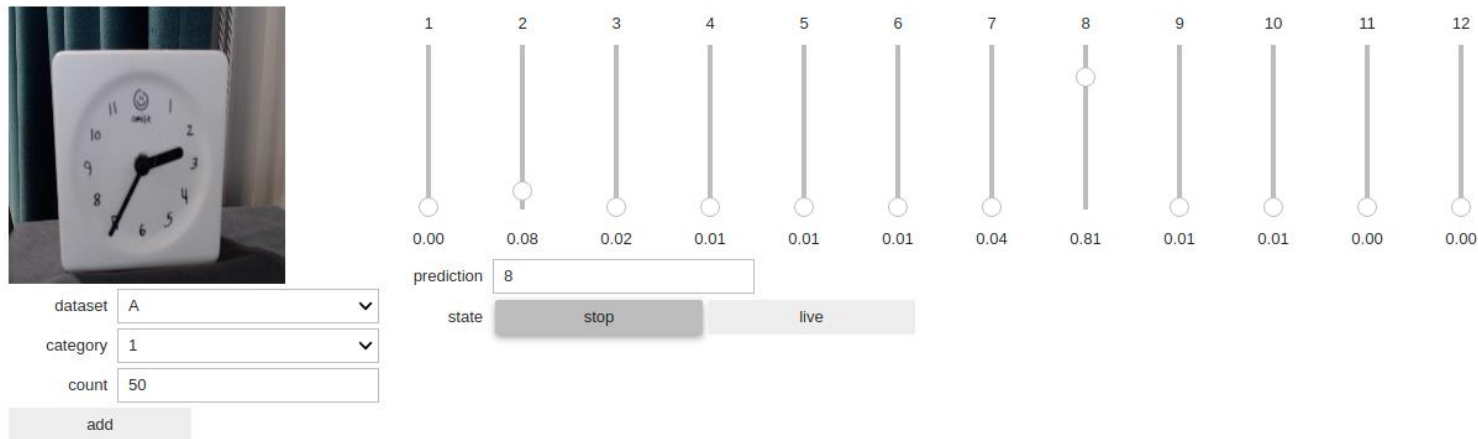 1 2 3 4 5 6 7 8 9 10 11 12
11 1
smile
10 2
9 3
8 4
5
6
0.00 0.08 0.02 0.01 0.01 0.01 0.04 0.81 0.01 0.01 0.00 0.00
prediction 8
state stop live
dataset A
category 1
count 50
add